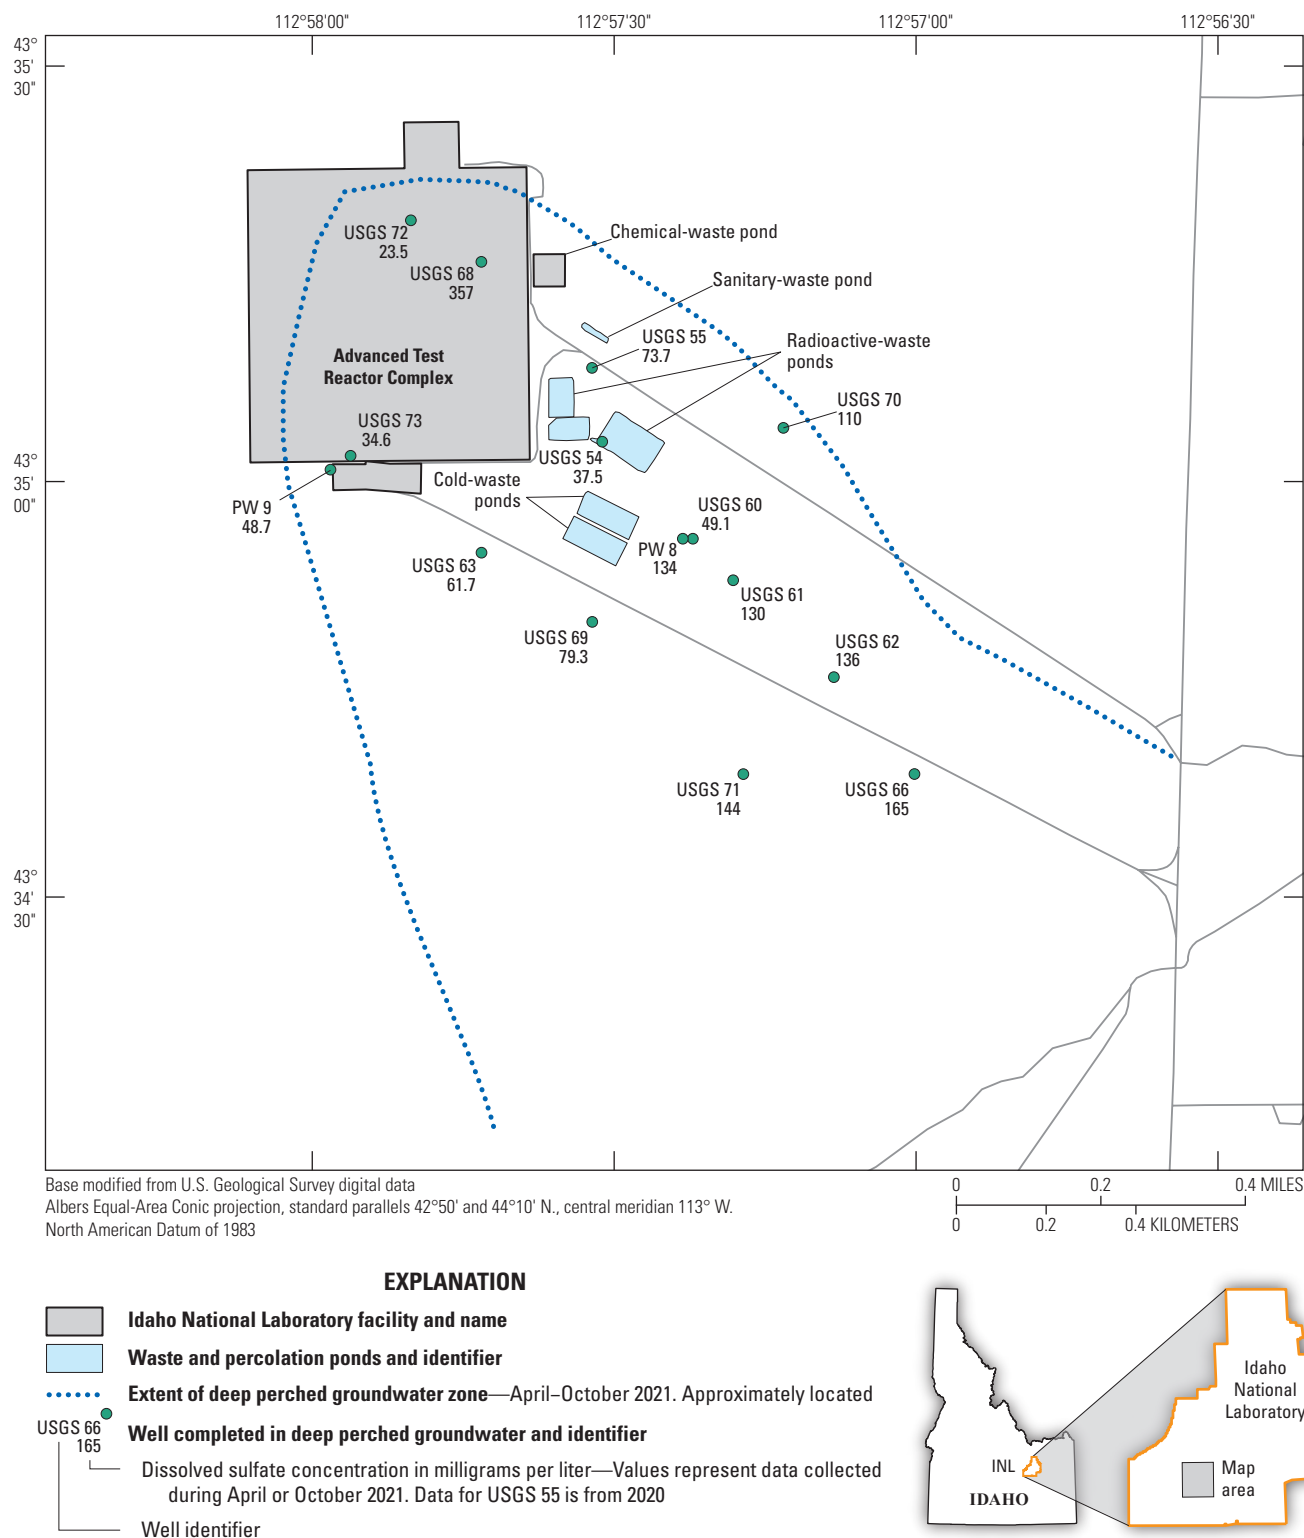 112°58'00"
112°57'30"
112°57'00"
112°56'30"
43°
35'
30"
Chemical-waste pond
USGS 72
23.5
USGS 68
357
Sanitary-waste pond
USGS 55
73.7
Radioactive-waste
ponds
Advanced Test
Reactor Complex
USGS 70
110
USGS 73
34.6
43°
35'
00"
USGS 54
37.5
Cold-waste
ponds
PW 9
48.7
USGS 60
49.1
PW 8
134
USGS 63
61.7
USGS 61
130
USGS 69
79.3
USGS 62
136
USGS 71
144
USGS 66
165
43°
34'
30"
Base modified from U.S. Geological Survey digital data
Albers Equal-Area Conic projection, standard parallels 42°50' and 44°10' N., central meridian 113° W.
North American Datum of 1983
0 0.2 0.4 MILES
0 0.2 0.4 KILOMETERS
EXPLANATION
Idaho National Laboratory facility and name
Waste and percolation ponds and identifier
Extent of deep perched groundwater zone—April–October 2021. Approximately located
USGS 66
165
Well completed in deep perched groundwater and identifier
Dissolved sulfate concentration in milligrams per liter—Values represent data collected
during April or October 2021. Data for USGS 55 is from 2020
Well identifier
INL
IDAHO
Idaho
National
Laboratory
Map
area